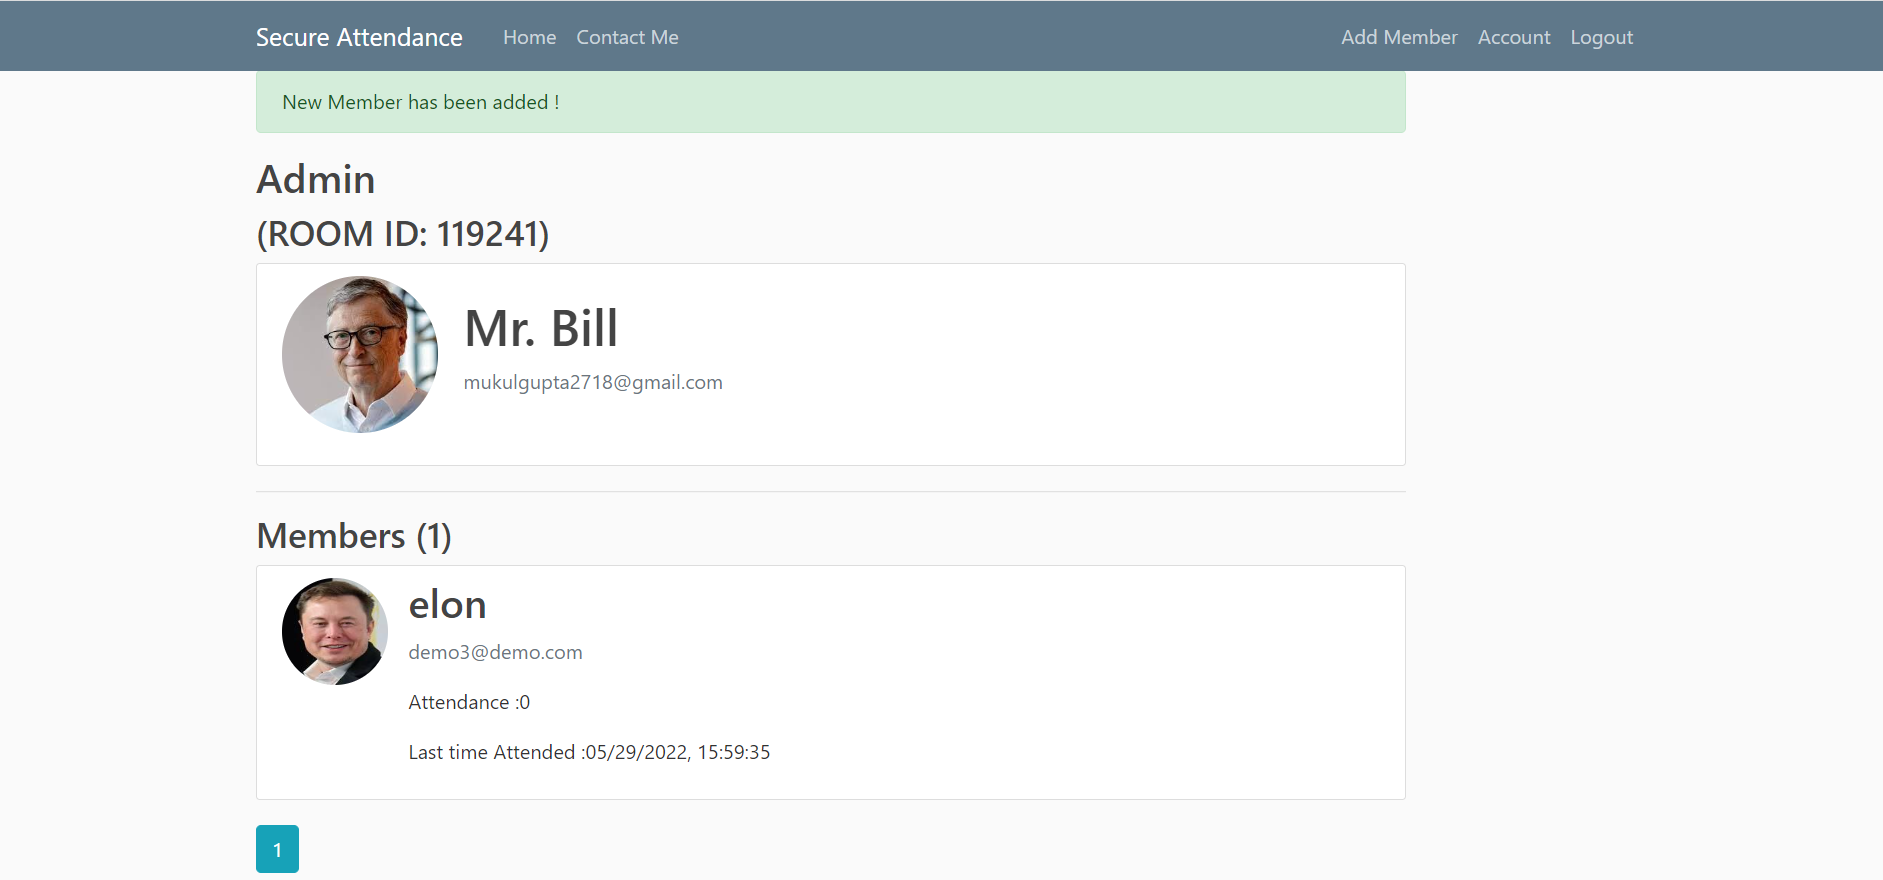 Secure Attendance Home Contact Me Add Member Account Logout
New Member has been added !
Admin
(ROOM ID: 119241)
Mr. Bill
mukulgupta2718@gmail.com
Members (1)
elon
demo3@demo.com
Attendance :0
Last time Attended :05/29/2022, 15:59:35
1